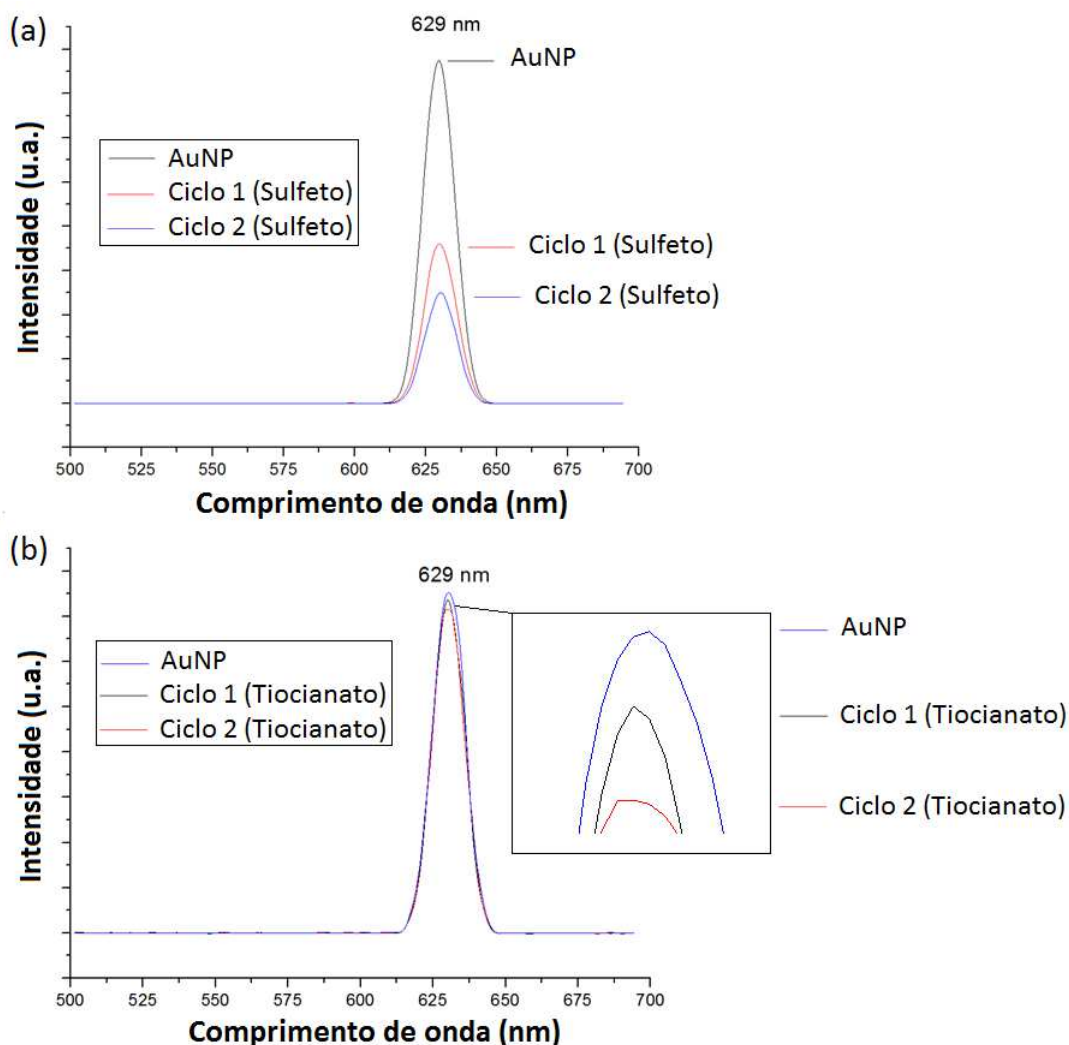 (a)
629 nm
AuNP
AuNP
Ciclo 1 (Sulfeto)
Ciclo 2 (Sulfeto)
Ciclo 1 (Sulfeto)
Ciclo 2 (Sulfeto)
Intensidade (u.a.)
500 525 550 575 600 625 650 675 700
Comprimento de onda (nm)
(b)
629 nm
AuNP
Ciclo 1 (Tiocianato)
Ciclo 2 (Tiocianato)
AuNP
Ciclo 1 (Tiocianato)
Ciclo 2 (Tiocianato)
Intensidade (u.a.)
500 525 550 575 600 625 650 675 700
Comprimento de onda (nm)